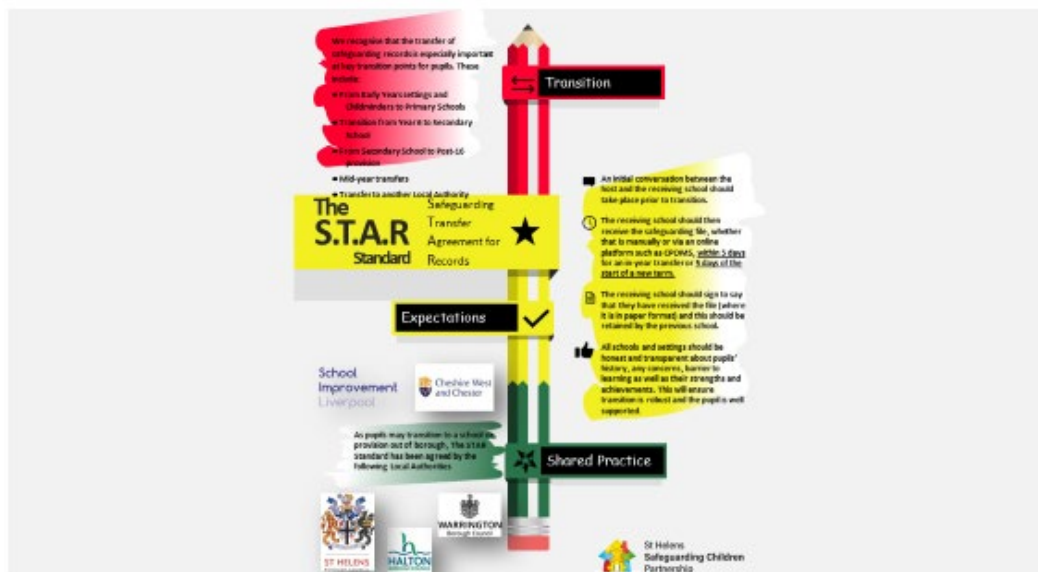 We recognise that the transfer of
safeguarding records is especially important
at key transition points for pupils. These
include:
From Early Years settings and
Childminders to Primary Schools
Transition from Year 6 to Secondary
School
From Secondary School to Post-16
provision
Mid-year transfers
Transfer to another Local Authority
Transition
The
S.T.A.R
Standard
Safeguarding
Transfer
Agreement for
Records
An initial conversation between the
host and the receiving school should
take place prior to transition.
The receiving school should then
receive the safeguarding file, whether
that is manually or via an online
platform such as CPOMS, within 5 days
for an in-year transfer or 5 days of the
start of a new term.
The receiving school should sign to say
that they have received the file (where
it is in paper format) and this should be
retained by the previous school.
All schools and settings should be
honest and transparent about pupils'
history, any concerns, barrier to
learning as well as their strengths and
achievements. This will ensure
transition is robust and the pupil is well
supported.
Expectations
School
Improvement
Liverpool
Cheshire West
and Chester
As pupils may transition to a school or
provision out of borough, The STAR
Standard has been agreed by the
following Local Authorities
Shared Practice
ST HELENS
HALTON
WARRINGTON
Borough Council
St Helens
Safeguarding Children
Partnership